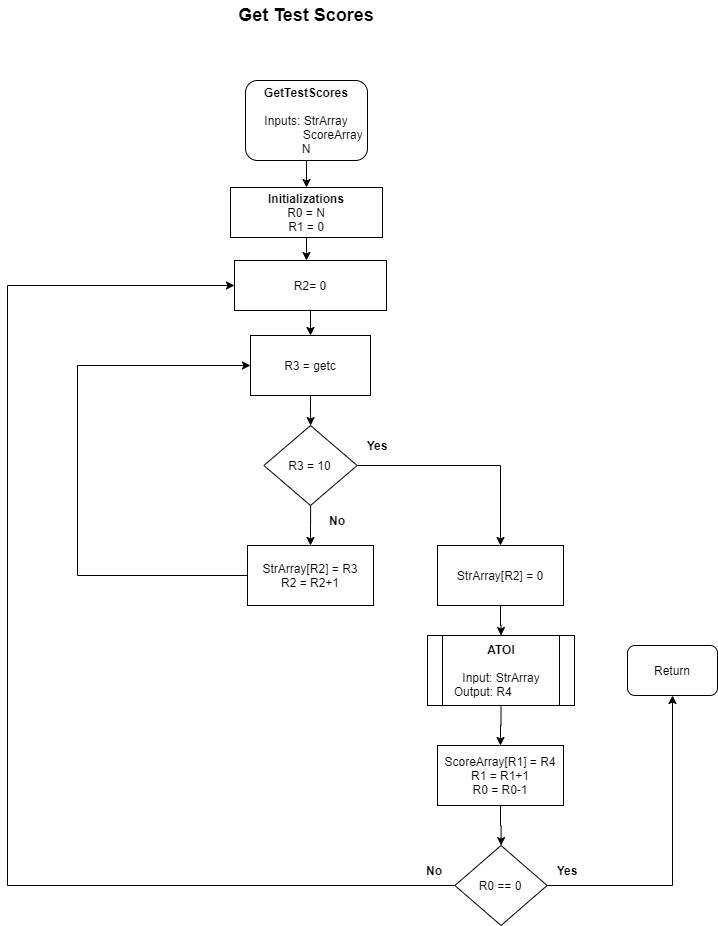 Get Test Scores
GetTestScores
Inputs: StrArray
ScoreArray
N
Initializations
R0 = N
R1 = 0
R2= 0
R3 = getc
Yes
R3 = 10
No
StrArray[R2] = R3
R2 = R2+1
StrArray[R2] = 0
ATOI
Input: StrArray
Output: R4
Return
ScoreArray[R1] = R4
R1 = R1+1
R0 = R0-1
No
Yes
R0 == 0